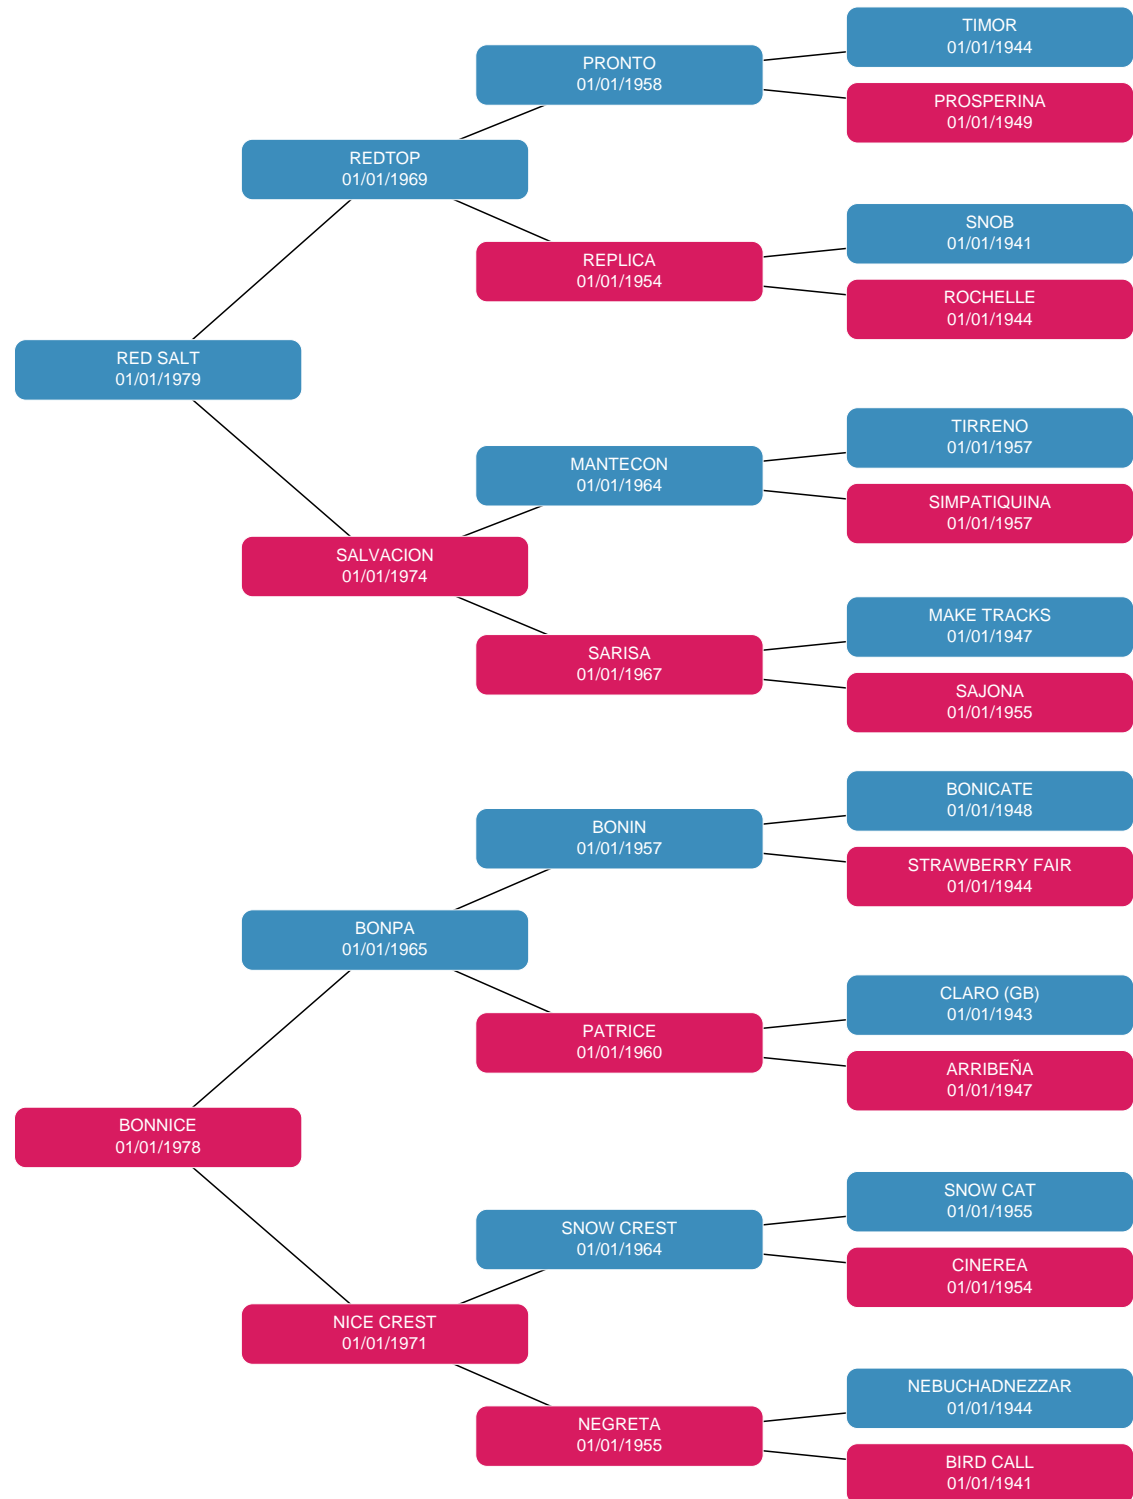 TIMOR
01/01/1944
PRONTO
01/01/1958
PROSPERINA
01/01/1949
REDTOP
01/01/1969
SNOB
01/01/1941
REPLICA
01/01/1954
ROCHELLE
01/01/1944
RED SALT
01/01/1979
TIRRENO
01/01/1957
MANTECON
01/01/1964
SIMPATIQUINA
01/01/1957
SALVACION
01/01/1974
MAKE TRACKS
01/01/1947
SARISA
01/01/1967
SAJONA
01/01/1955
BONICATE
01/01/1948
BONIN
01/01/1957
STRAWBERRY FAIR
01/01/1944
BONPA
01/01/1965
CLARO (GB)
01/01/1943
PATRICE
01/01/1960
ARRIBEÑA
01/01/1947
BONNICE
01/01/1978
SNOW CAT
01/01/1955
SNOW CREST
01/01/1964
CINEREA
01/01/1954
NICE CREST
01/01/1971
NEBUCHADNEZZAR
01/01/1944
NEGRETA
01/01/1955
BIRD CALL
01/01/1941